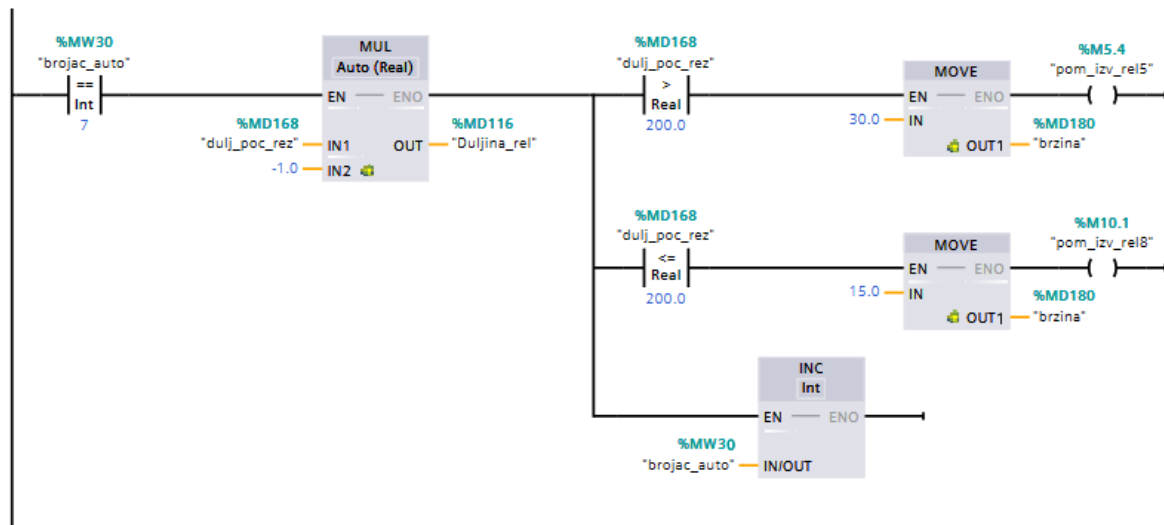 %MW30
"brojac_auto"
==
Int
7
MUL
Auto (Real)
EN
ENO
%MD168
"dulj_poc_rez"
IN1
OUT
%MD116
"Duljina_rel"
-1.0
IN2
%MD168
"dulj_poc_rez"
>
Real
200.0
MOVE
EN
ENO
30.0
IN
OUT1
%M5.4
"pom_izv_rel5"
%MD180
"brzina"
%MD168
"dulj_poc_rez"
<=
Real
200.0
MOVE
EN
ENO
15.0
IN
OUT1
%M10.1
"pom_izv_rel8"
%MD180
"brzina"
INC
Int
EN
ENO
%MW30
"brojac_auto"
IN/OUT